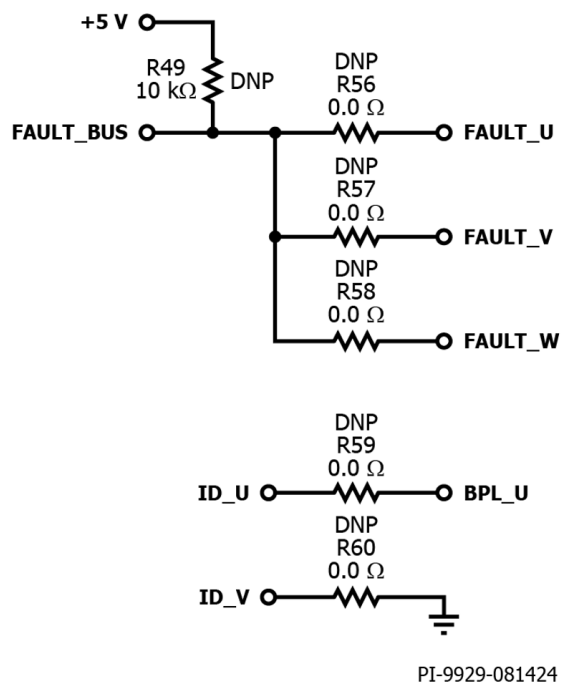 +5 V
R49
10 kΩ
DNP
FAULT_BUS
DNP
R56
0.0 Ω
FAULT_U
DNP
R57
0.0 Ω
FAULT_V
DNP
R58
0.0 Ω
FAULT_W
DNP
R59
0.0 Ω
ID_U
BPL_U
DNP
R60
0.0 Ω
ID_V
PI-9929-081424